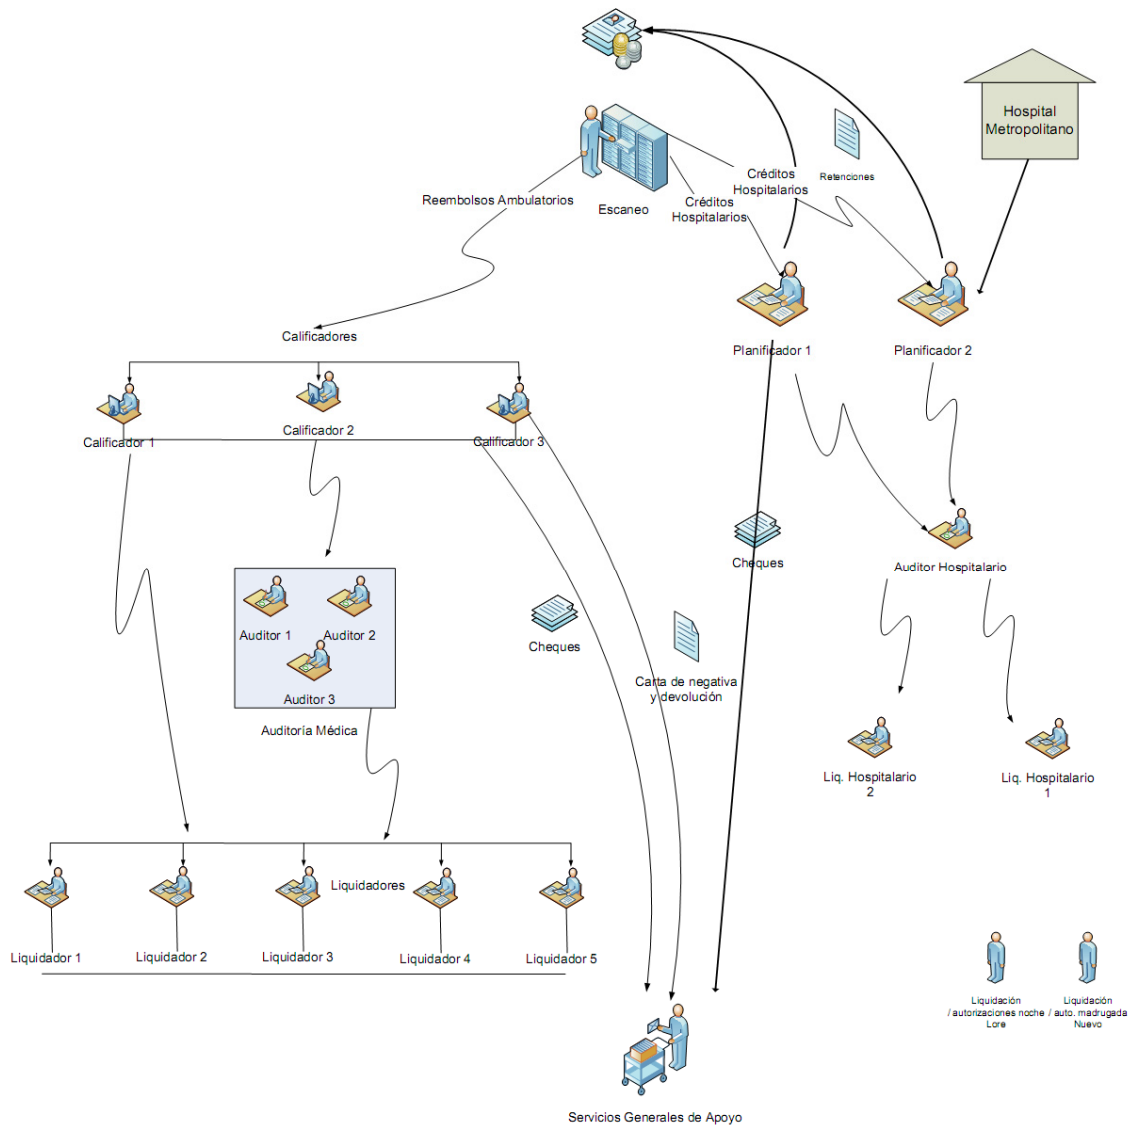 Hospital
Metropolitano
Créditos
Hospitalarios
Retenciones
Reembolsos Ambulatorios
Escaneo
Créditos
Hospitalarios
Calificadores
Planificador 1
Planificador 2
Calificador 1
Calificador 2
Calificador 3
Cheques
Auditor Hospitalario
Auditor 1
Auditor 2
Auditor 3
Auditoría Médica
Cheques
Carta de negativa
y devolución
Liq. Hospitalario
2
Liq. Hospitalario
1
Liquidadores
Liquidador 1
Liquidador 2
Liquidador 3
Liquidador 4
Liquidador 5
Liquidación
/ autorizaciones noche
Lore
Liquidación
/ auto. madrugada
Nuevo
Servicios Generales de Apoyo